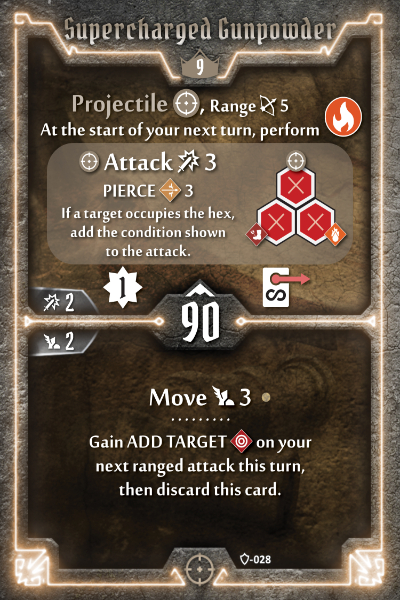 Supercharged Gunpowder
9
Projectile , Range 5
At the start of your next turn, perform
Attack 3
PIERCE 3
If a target occupies the hex,
add the condition shown
to the attack.
1
2
90
2
Move 3
Gain ADD TARGET on your
next ranged attack this turn,
then discard this card.
-028